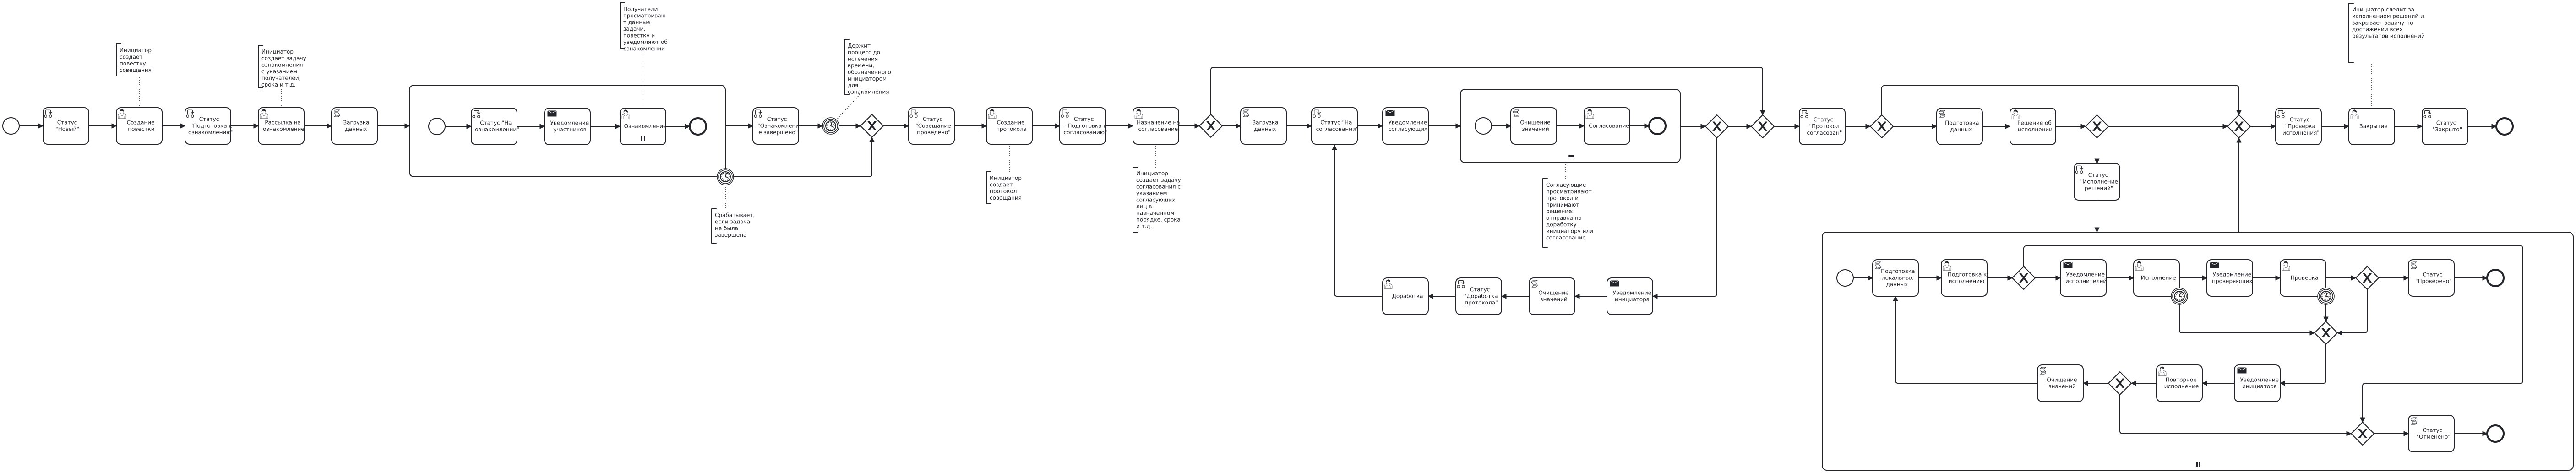 Статус
"Новый"
Инициатор
создает
повестку
совещания
Создание
повестки
Статус
"Подготовка к
ознакомлению"
Инициатор
создает задачу
ознакомления
с указанием
получателей,
срока и т.д.
Рассылка на
ознакомление
Загрузка
данных
Статус "На
ознакомлении"
Уведомление
участников
Получатели
просматриваю
т данные
задачи,
повестку и
уведомляют об
ознакомлении
Ознакомление
Срабатывает,
если задача
не была
завершена
Статус
"Ознакомлени
е завершено"
Держит
процесс до
истечения
времени,
обозначенного
инициатором
для
ознакомления
Статус
"Совещание
проведено"
Создание
протокола
Инициатор
создает
протокол
совещания
Статус
"Подготовка к
согласованию"
Назначение на
согласование
Инициатор
создает задачу
согласования с
указанием
согласующих
лиц в
назначенном
порядке, срока
и т.д.
Загрузка
данных
Статус "На
согласовании"
Уведомление
согласующих
Очищение
значений
Согласование
Согласующие
просматривают
протокол и
принимают
решение:
отправка на
доработку
инициатору или
согласование
Доработка
Статус
"Доработка
протокола"
Очищение
значений
Уведомление
инициатора
Статус
"Протокол
согласован"
Подготовка
данных
Решение об
исполнении
Статус
"Исполнение
решений"
Статус
"Проверка
исполнения"
Инициатор следит за
исполнением решений и
закрывает задачу по
достижении всех
результатов исполнений
Закрытие
Статус
"Закрыто"
Подготовка
локальных
данных
Подготовка к
исполнению
Уведомление
исполнителей
Исполнение
Уведомление
проверяющих
Проверка
Статус
"Проверено"
Очищение
значений
Повторное
исполнение
Уведомление
инициатора
Статус
"Отменено"